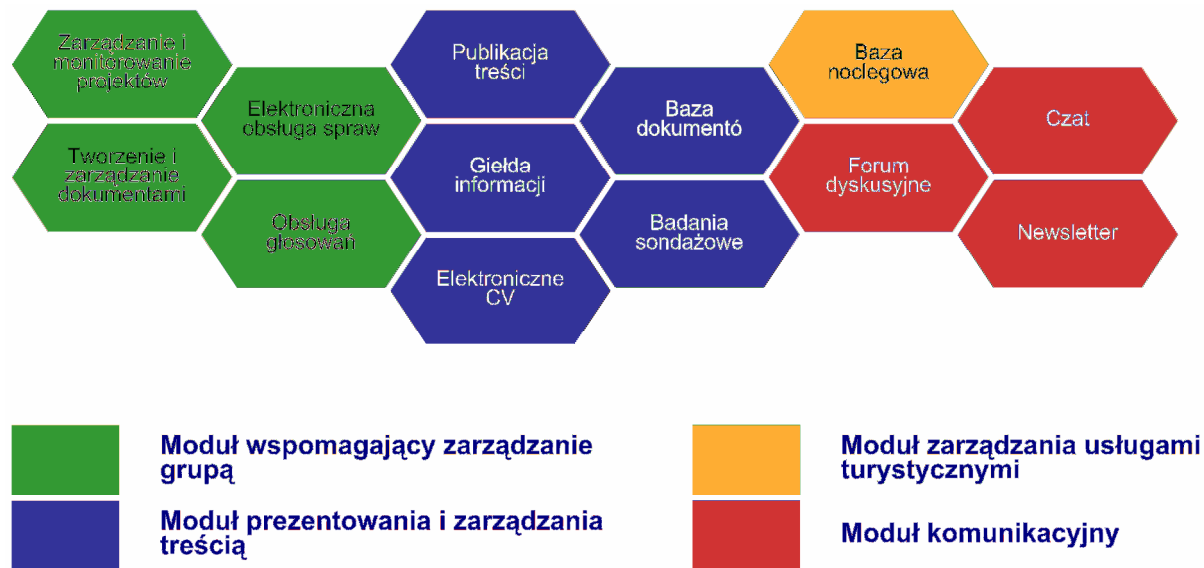 Zarządzanie i
monitorowanie
projektów
Elektroniczna
obsługa spraw
Tworzenie i
zarządzanie
dokumentami
Obsługa
głosowań
Publikacja
treści
Giełda
informacji
Elektroniczne
CV
Baza
dokumentó
Badania
sondażowe
Baza
noclegowa
Forum
dyskusyjne
Czat
Newsletter
Moduł wspomagający zarządzanie
grupą
Moduł prezentowania i zarządzania
treścią
Moduł zarządzania usługami
turystycznymi
Moduł komunikacyjny